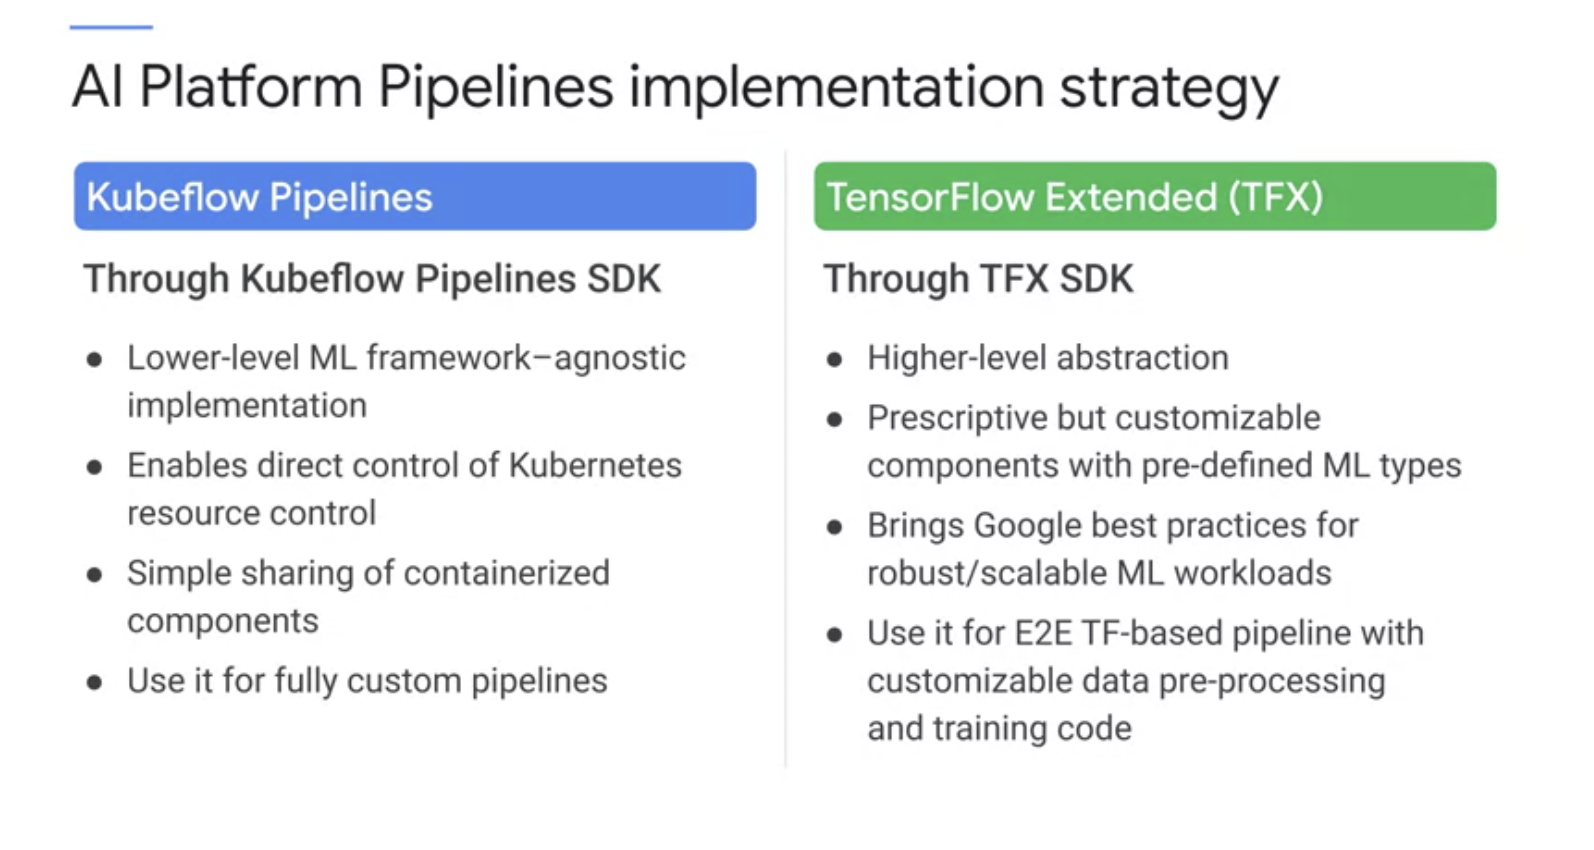 AI Platform Pipelines implementation strategy
Kubeflow Pipelines
Through Kubeflow Pipelines SDK
● Lower-level ML framework–agnostic
implementation
● Enables direct control of Kubernetes
resource control
● Simple sharing of containerized
components
● Use it for fully custom pipelines
TensorFlow Extended (TFX)
Through TFX SDK
● Higher-level abstraction
● Prescriptive but customizable
components with pre-defined ML types
● Brings Google best practices for
robust/scalable ML workloads
● Use it for E2E TF-based pipeline with
customizable data pre-processing
and training code